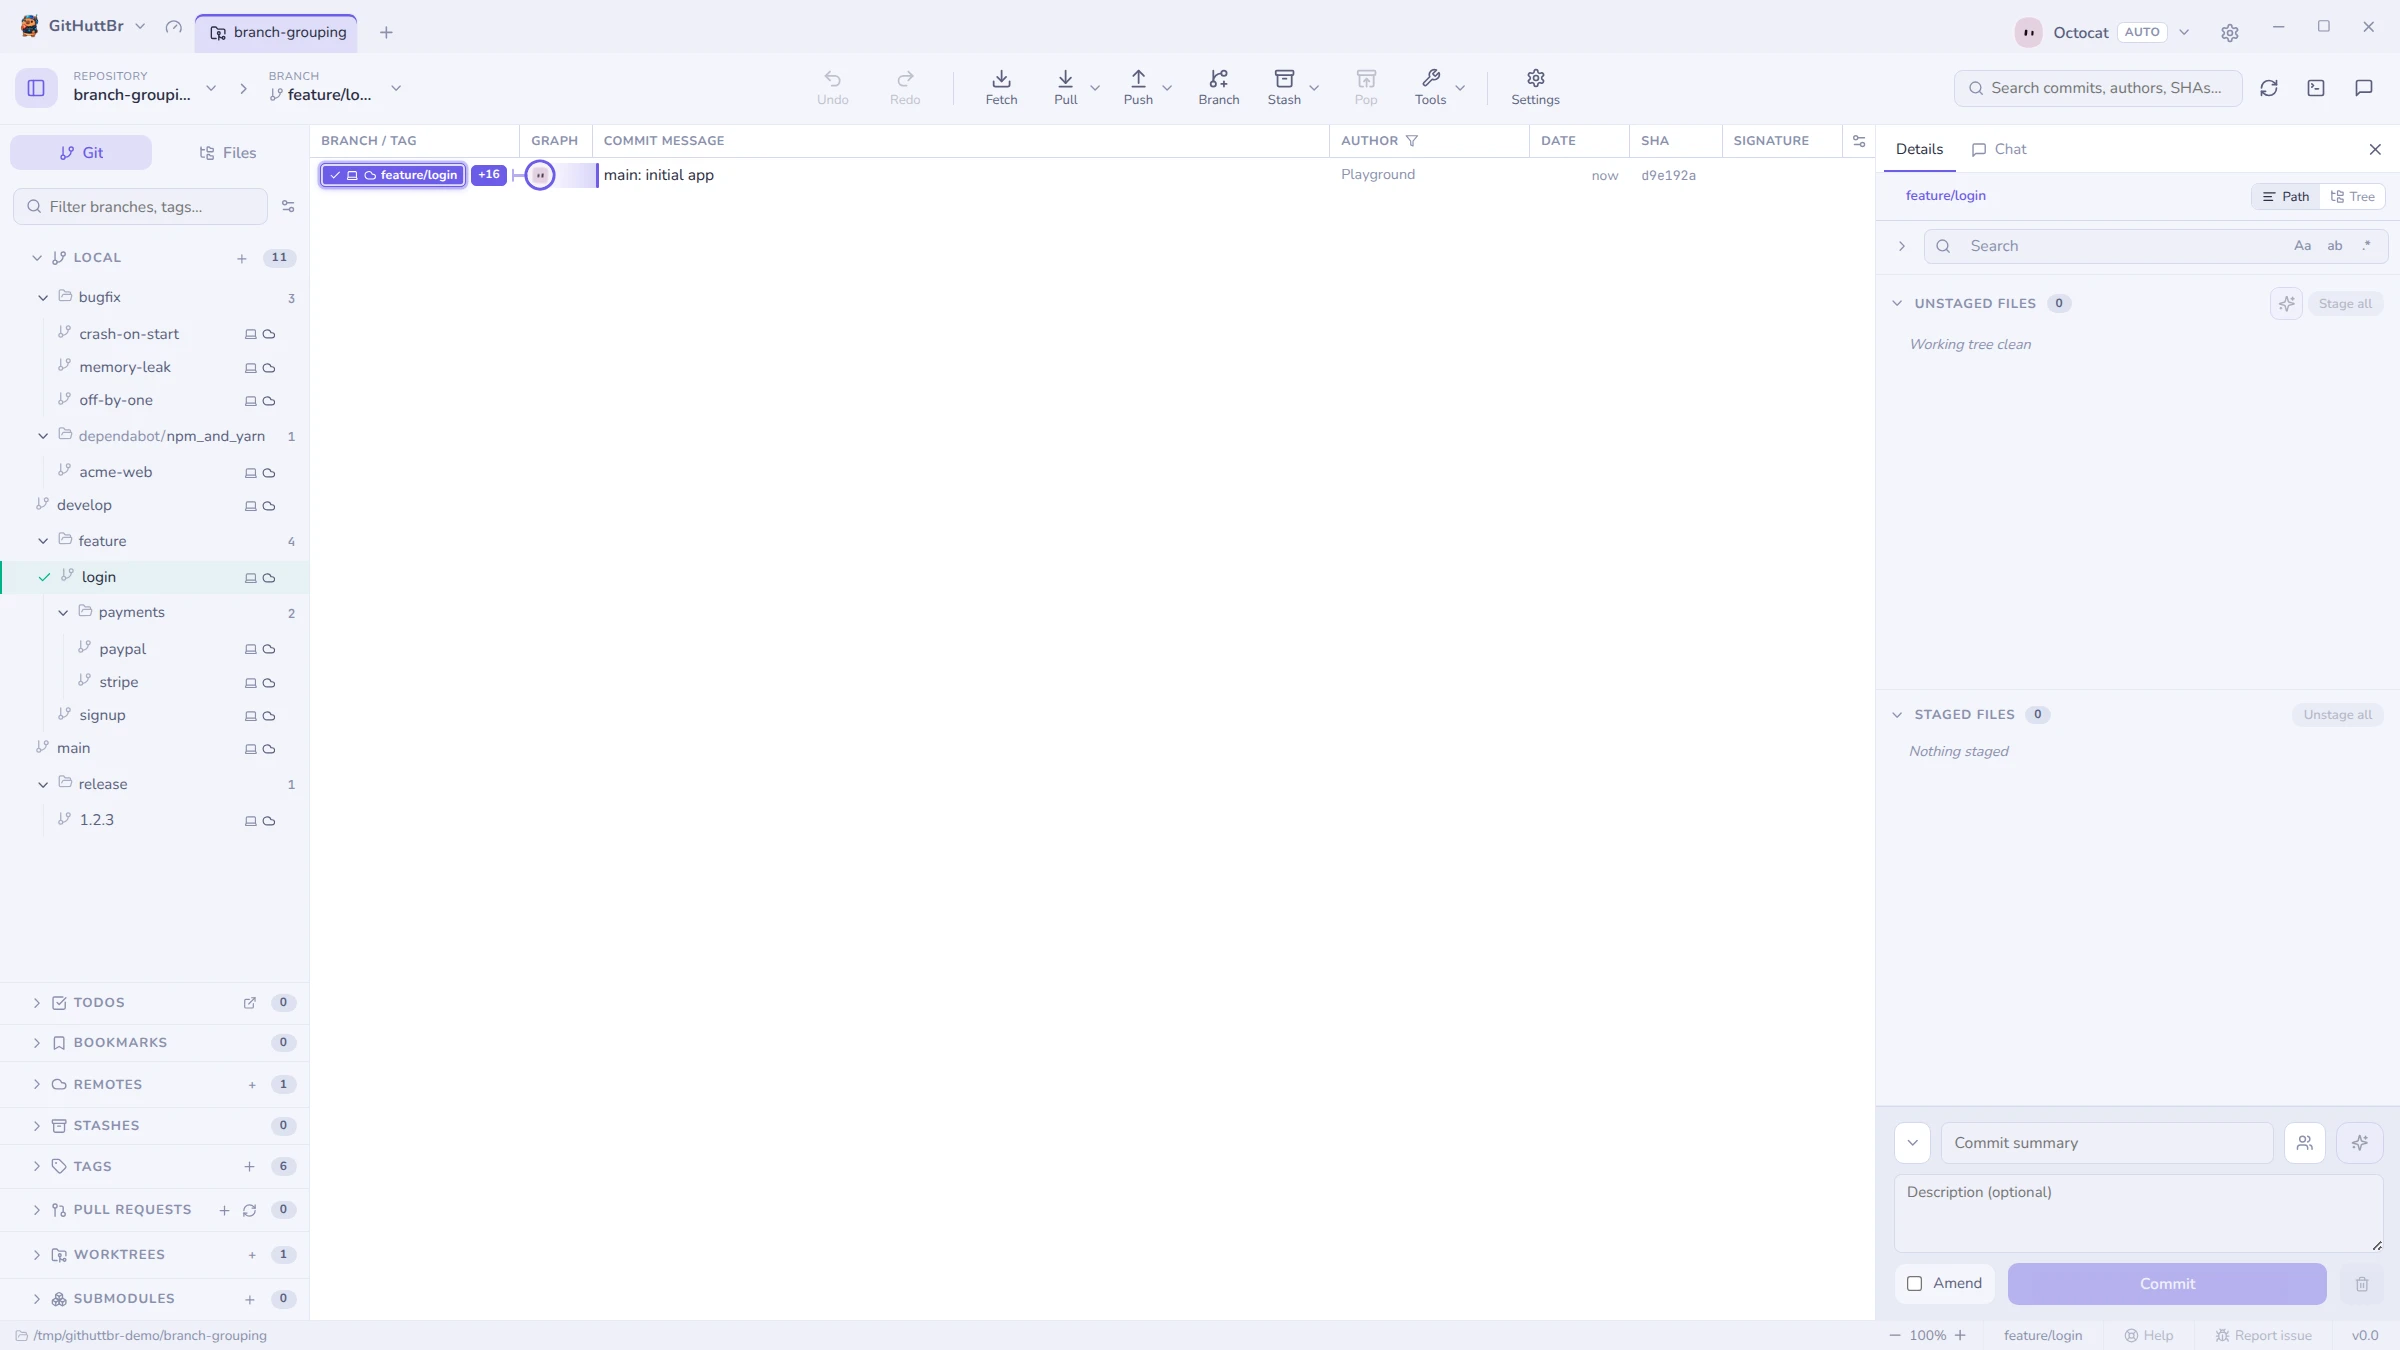 GitHuttBr
branch-grouping
Octocat AUTO
REPOSITORY
branch-groupi...
BRANCH
feature/lo...
Undo
Redo
Fetch
Pull
Push
Branch
Stash
Pop
Tools
Settings
Search commits, authors, SHAs...
Git
Files
Filter branches, tags...
LOCAL 11
bugfix 3
crash-on-start
memory-leak
off-by-one
dependabot/npm_and_yarn 1
acme-web
develop
feature 4
login
payments 2
paypal
stripe
signup
main
release 1
1.2.3
TODOS 0
BOOKMARKS 0
REMOTES 1
STASHES 0
TAGS 6
PULL REQUESTS 0
WORKTREES 1
SUBMODULES 0
BRANCH / TAG GRAPH COMMIT MESSAGE AUTHOR DATE SHA SIGNATURE
feature/login +16 main: initial app Playground now d9e192a
Details
Chat
feature/login
Path
Tree
Search Aa ab .*
UNSTAGED FILES 0
Stage all
Working tree clean
STAGED FILES 0
Unstage all
Nothing staged
Commit summary
Description (optional)
Amend
Commit
/tmp/githuttbr-demo/branch-grouping
100%
feature/login
Help
Report issue
v0.0